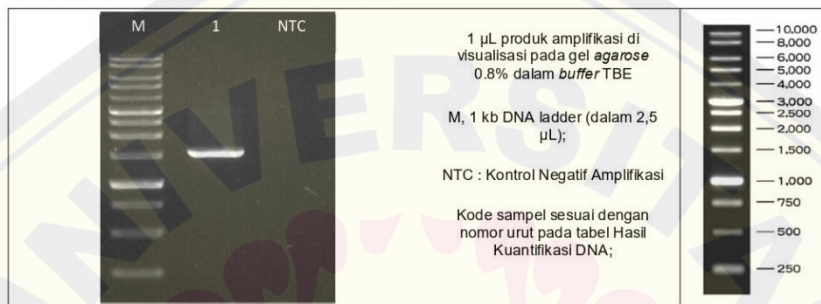 M 1 NTC
1 µL produk amplifikasi di
visualisasi pada gel agarose
0.8% dalam buffer TBE
M, 1 kb DNA ladder (dalam 2,5
µL);
NTC : Kontrol Negatif Amplifikasi
Kode sampel sesuai dengan
nomor urut pada tabel Hasil
Kuantifikasi DNA;
10,000
8,000
6,000
5,000
4,000
3,000
2,500
2,000
1,500
1,000
750
500
250
UNIVERSITA